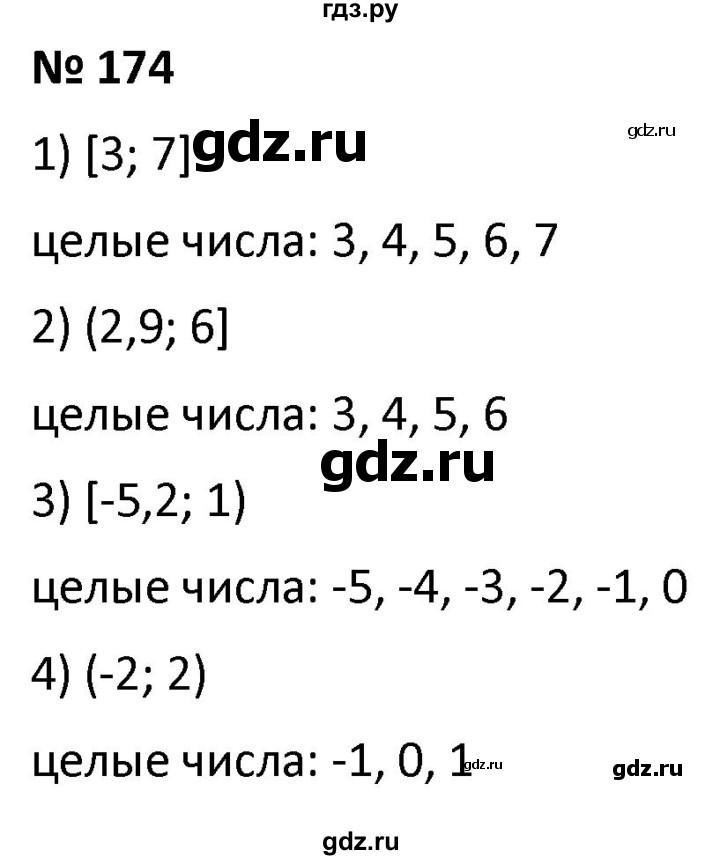 гдз.ру
№ 174
1) [3; 7] gdz.ru
gdz.ru
целые числа: 3, 4, 5, 6, 7
2) (2,9; 6]
целые числа: 3, 4, 5, 6
gdz.ru
3) [-5,2; 1)
целые числа: -5, -4, -3, -2, -1, 0
4) (-2; 2)
целые числа: -1, 0, 1
gdz.ru
gdz.ru
gdz.ru